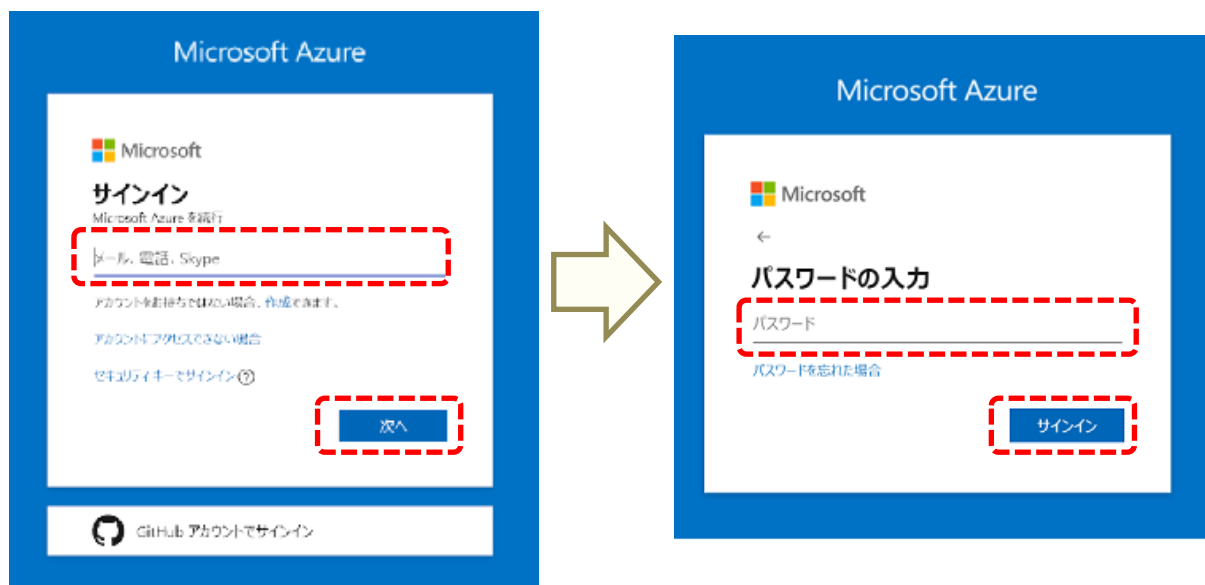 Microsoft Azure
Microsoft
サインイン
Microsoft Azure を続行
メール、電話、Skype
アカウントをお持ちではない場合、作成できます。
アカウントにアクセスできない場合
セキュリティ キーでサインイン
次へ
GitHub アカウントでサインイン
Microsoft Azure
Microsoft
パスワードの入力
パスワード
パスワードを忘れた場合
サインイン